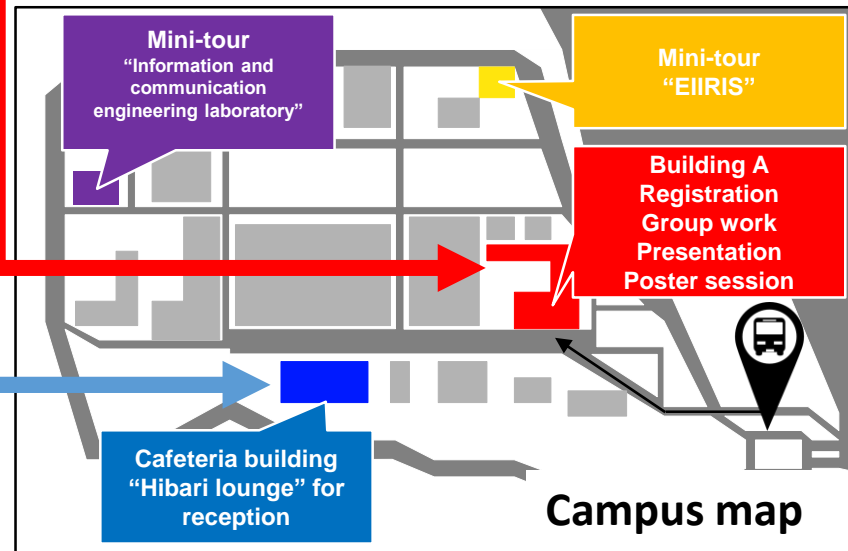 Mini-tour
“Information and
communication
engineering laboratory”
Mini-tour
“EIIRIS”
Building A
Registration
Group work
Presentation
Poster session
Cafeteria building
“Hibari lounge” for
reception
Campus map